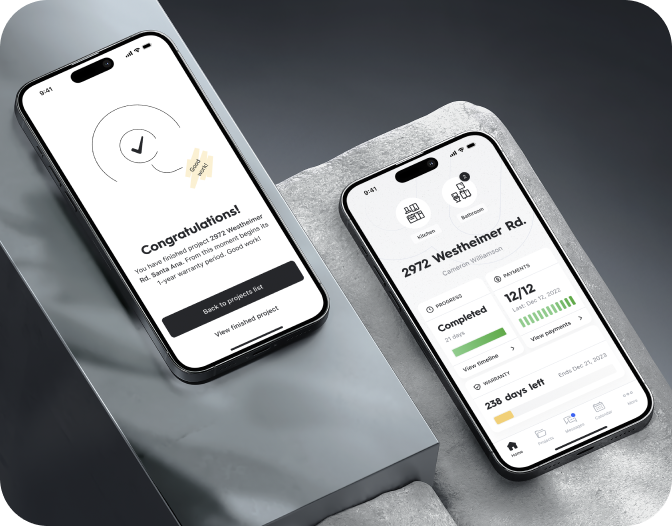 9:41
Good
work!
Congratulations!
You have finished project 2972 Westheimer
Rd. Santa Ana. From this moment begins its
1-year warranty period. Good work!
Back to projects list
View finished project
9:41
Kitchen
Bathroom
2972 Westheimer Rd.
Cameron Williamson
PROGRESS
Completed
21 days
View timeline
PAYMENTS
12/12
Last: Dec 12, 2022
View payments
WARRANTY
238 days left
Ends Dec 21, 2023
Home
Projects
Messages
Calendar
More